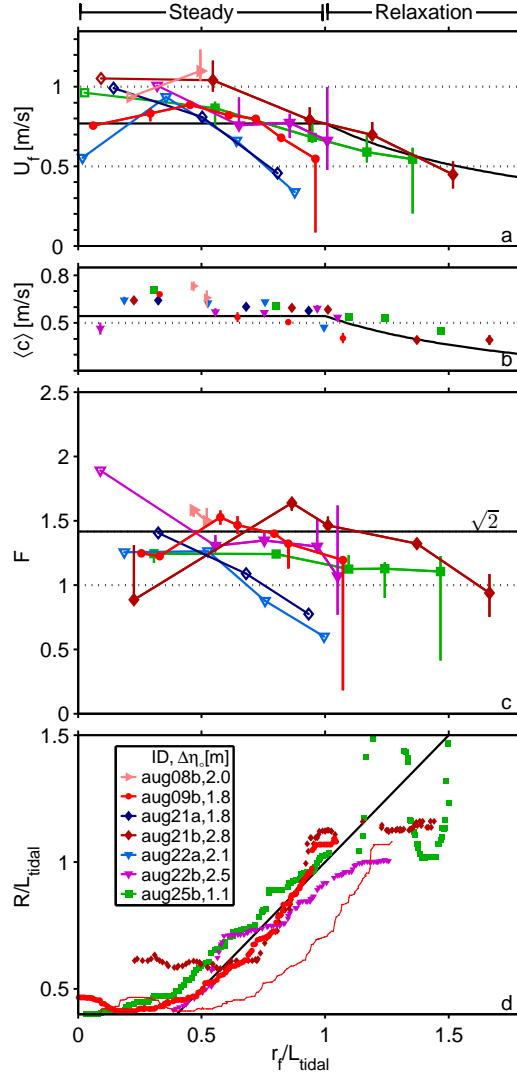 Steady Relaxation
U_f [m/s]
1
0.5
0
a
⟨c⟩ [m/s]
0.8
0.5
b
F
2.5
2
1.5
1
0.5
0
√2
c
R/L_tidal
1.5
1
0.5
ID, Δη_o[m]
aug08b,2.0
aug09b,1.8
aug21a,1.8
aug21b,2.8
aug22a,2.1
aug22b,2.5
aug25b,1.1
d
0 0.5 1 1.5
r_f/L_tidal